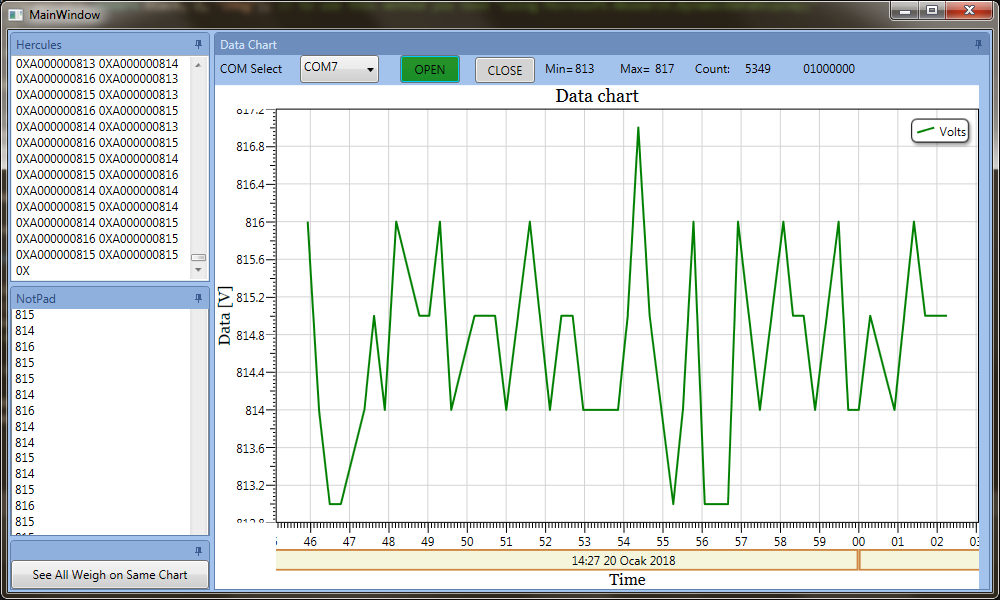 MainWindow
Hercules
0XA000000813 0XA000000814
0XA000000816 0XA000000813
0XA000000815 0XA000000813
0XA000000816 0XA000000815
0XA000000814 0XA000000813
0XA000000816 0XA000000815
0XA000000815 0XA000000814
0XA000000815 0XA000000816
0XA000000814 0XA000000814
0XA000000815 0XA000000814
0XA000000814 0XA000000815
0XA000000816 0XA000000815
0XA000000815 0XA000000815
0X
NotPad
815
814
816
815
815
814
816
814
814
815
814
815
816
815
See All Weigh on Same Chart
Data Chart
COM Select COM7 OPEN CLOSE Min= 813 Max= 817 Count: 5349 01000000
Data chart
Volts
817.2
816.8
816.4
816
815.6
815.2
814.8
814.4
814
813.6
813.2
812.8
Data [V]
46 47 48 49 50 51 52 53 54 55 56 57 58 59 00 01 02 03
14:27 20 Ocak 2018
Time